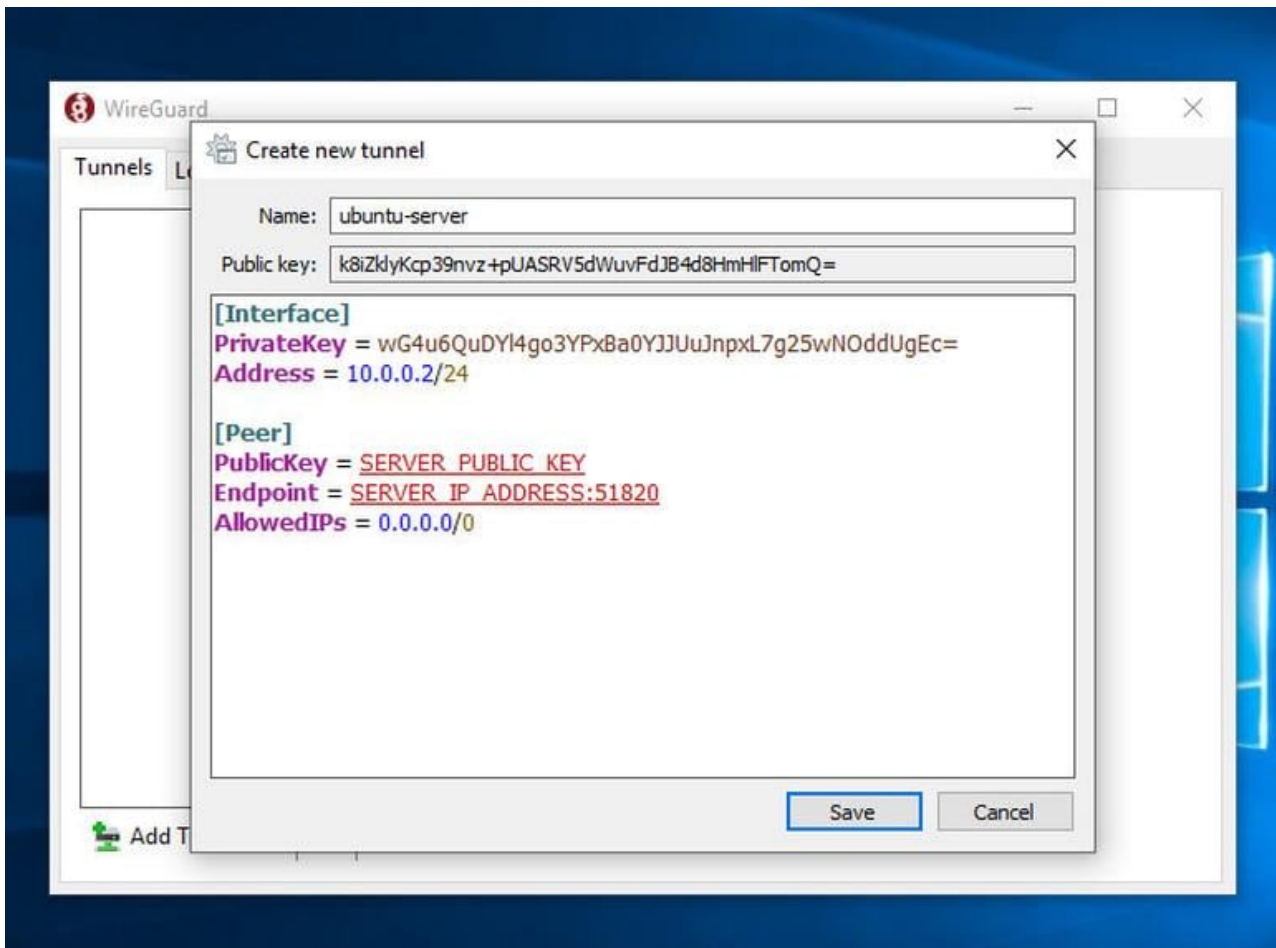 WireGuard
Create new tunnel
Tunnels
Name: ubuntu-server
Public key: k8iZklyKcp39nvz+pUASRV5dWuvFdJB4d8HmHlFTomQ=
[Interface]
PrivateKey = wG4u6QuDYl4go3YPxBa0YJJUuJnpxL7g25wNOddUgEc=
Address = 10.0.0.2/24
[Peer]
PublicKey = SERVER_PUBLIC_KEY
Endpoint = SERVER_IP_ADDRESS:51820
AllowedIPs = 0.0.0.0/0
Save Cancel
Add T